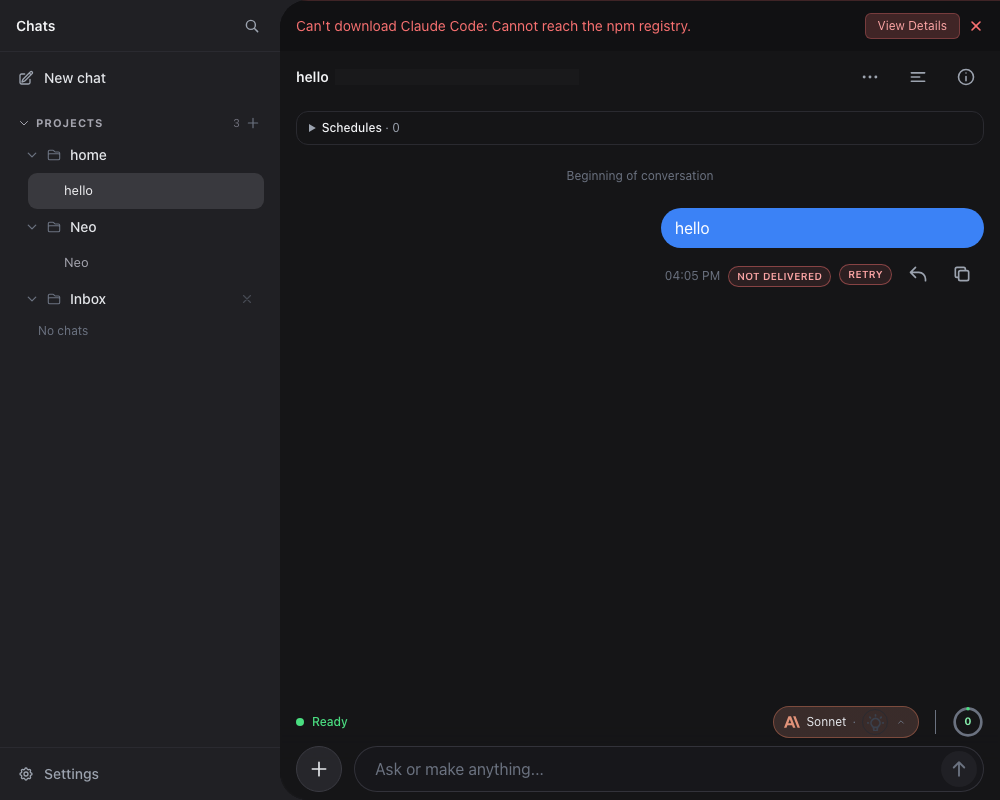 Chats
New chat
PROJECTS 3
home
hello
Neo
Neo
Inbox
No chats
Settings
Can't download Claude Code: Cannot reach the npm registry.
View Details
hello
Schedules · 0
Beginning of conversation
hello
04:05 PM NOT DELIVERED RETRY
Ready
Sonnet ·
0
Ask or make anything...